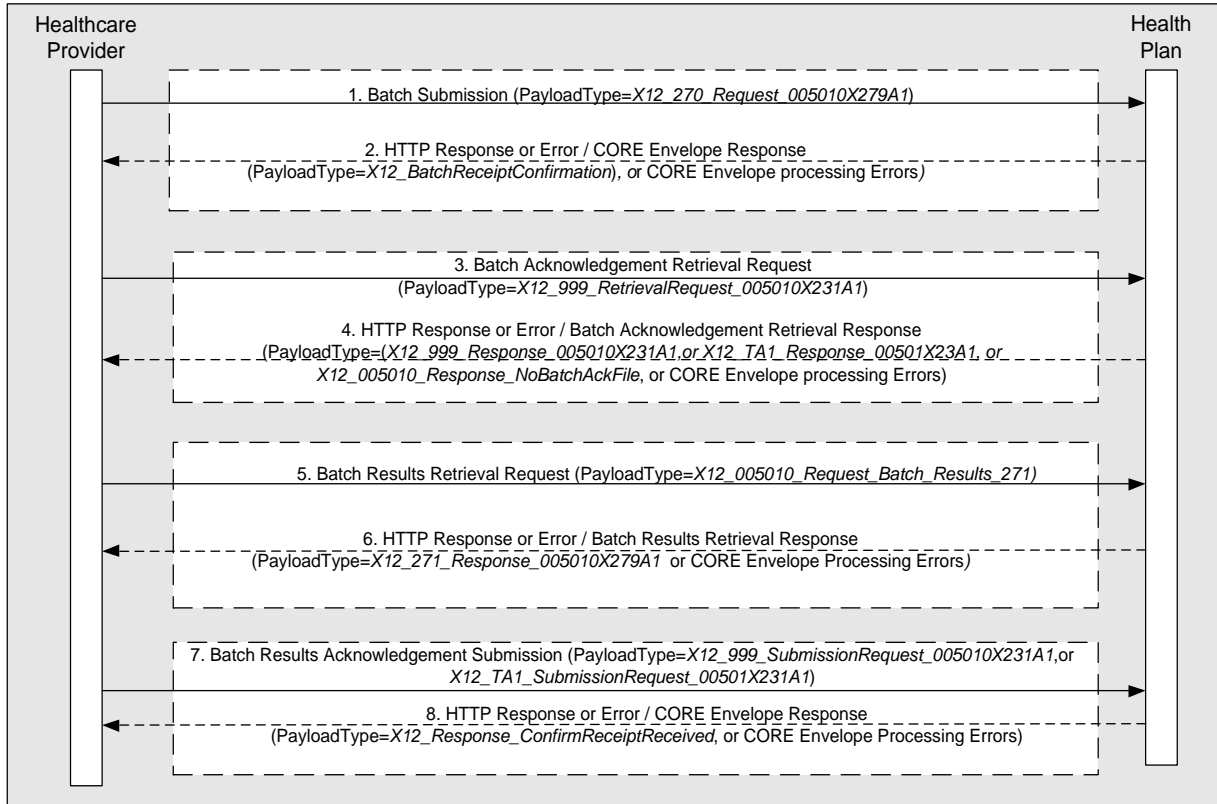 Healthcare
Provider
Health
Plan
1. Batch Submission (PayloadType=X12_270_Request_005010X279A1)
2. HTTP Response or Error / CORE Envelope Response
(PayloadType=X12_BatchReceiptConfirmation), or CORE Envelope processing Errors)
3. Batch Acknowledgement Retrieval Request
(PayloadType=X12_999_RetrievalRequest_005010X231A1)
4. HTTP Response or Error / Batch Acknowledgement Retrieval Response
(PayloadType=(X12_999_Response_005010X231A1,or X12_TA1_Response_00501X23A1, or
X12_005010_Response_NoBatchAckFile, or CORE Envelope processing Errors)
5. Batch Results Retrieval Request (PayloadType=X12_005010_Request_Batch_Results_271)
6. HTTP Response or Error / Batch Results Retrieval Response
(PayloadType=X12_271_Response_005010X279A1 or CORE Envelope Processing Errors)
7. Batch Results Acknowledgement Submission (PayloadType=X12_999_SubmissionRequest_005010X231A1,or
X12_TA1_SubmissionRequest_00501X231A1)
8. HTTP Response or Error / CORE Envelope Response
(PayloadType=X12_Response_ConfirmReceiptReceived, or CORE Envelope Processing Errors)